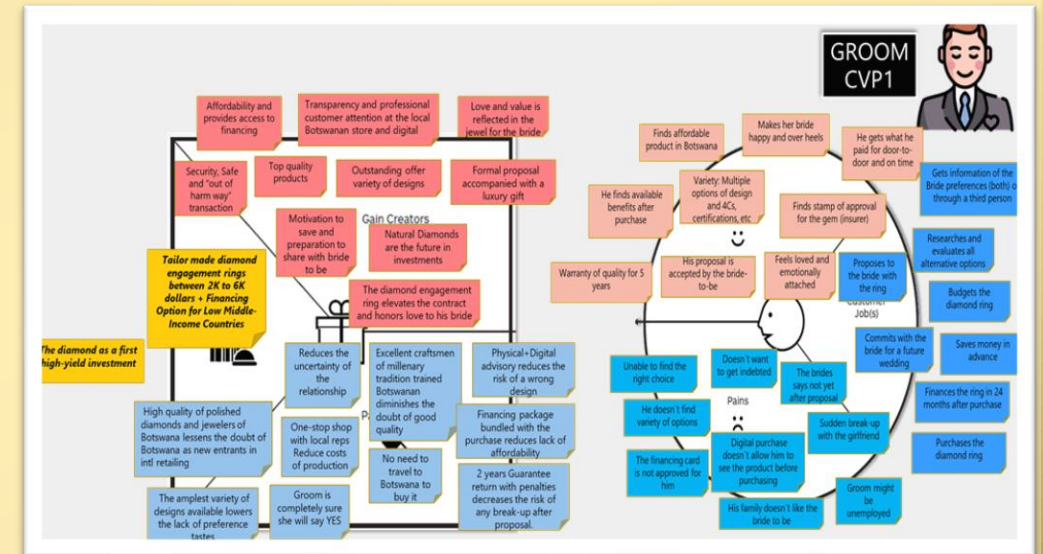 GROOM
CVP1
Affordability and
provides access to
financing
Transparency and professional
customer attention at the local
Botswanan store and digital
Love and value is
reflected in the
jewel for the bride
Security, Safe
and "out of
harm way"
transaction
Top quality
products
Outstanding offer
variety of designs
Formal proposal
accompanied with a
luxury gift
Gain Creators
Motivation to
save and
preparation to
share with bride
to be
Natural Diamonds
are the future in
investments
The diamond engagement
ring elevates the contract
and honors love to his bride
Tailor made diamond
engagement rings
between 2K to 6K
dollars + Financing
Option for Low Middle-
Income Countries
The diamond as a first
high-yield investment
Reduces the
uncertainty of
the
relationship
Excellent craftsmen
of millenary
tradition trained
Botswanan
diminishes the
doubt of good
quality
Physical+Digital
advisory reduces the
risk of a wrong
design
High quality of polished
diamonds and jewelers of
Botswana lessens the doubt of
Botswana as new entrants in
intl retailing
One-stop shop
with local reps
Reduce costs
of production
Financing package
bundled with the
purchase reduces lack of
affordability
No need to
travel to
Botswana to
buy it
The amplest variety of
designs available lowers
the lack of preference
tastes
Groom is
completely sure
she will say YES
2 years Guarantee
return with penalties
decreases the risk of
any break-up after
proposal.
Finds affordable
product in Botswana
Makes her bride
happy and over heels
He gets what he
paid for door-to-
door and on time
Gets information of the
Bride preferences (both) o
through a third person
He finds available
benefits after
purchase
Variety: Multiple
options of design
and 4Cs,
certifications, etc
Finds stamp of approval
for the gem (insurer)
Researches and
evaluates all
alternative options
Warranty of quality for 5
years
His proposal is
accepted by the bride-
to-be
Feels loved and
emotionally
attached
Proposes to
the bride with
the ring
Customer
Job(s)
Budgets the
diamond ring
Commits with the
bride for a future
wedding
Saves money in
advance
Unable to find the
right choice
Doesn´t want
to get indebted
The brides
says not yet
after proposal
Pains
Finances the ring in 24
months after purchase
He doesn´t find
variety of options
Sudden break-up
with the girlfriend
Digital purchase
doesn´t allow him to
see the product before
purchasing
Purchases the
diamond ring
The financing card
is not approved for
him
Groom might
be
unemployed
His family doesn´t like the
bride to be